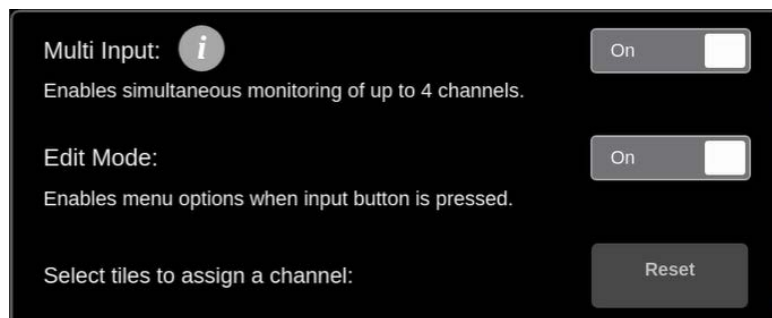 Multi Input: i On
Enables simultaneous monitoring of up to 4 channels.
Edit Mode: On
Enables menu options when input button is pressed.
Select tiles to assign a channel: Reset